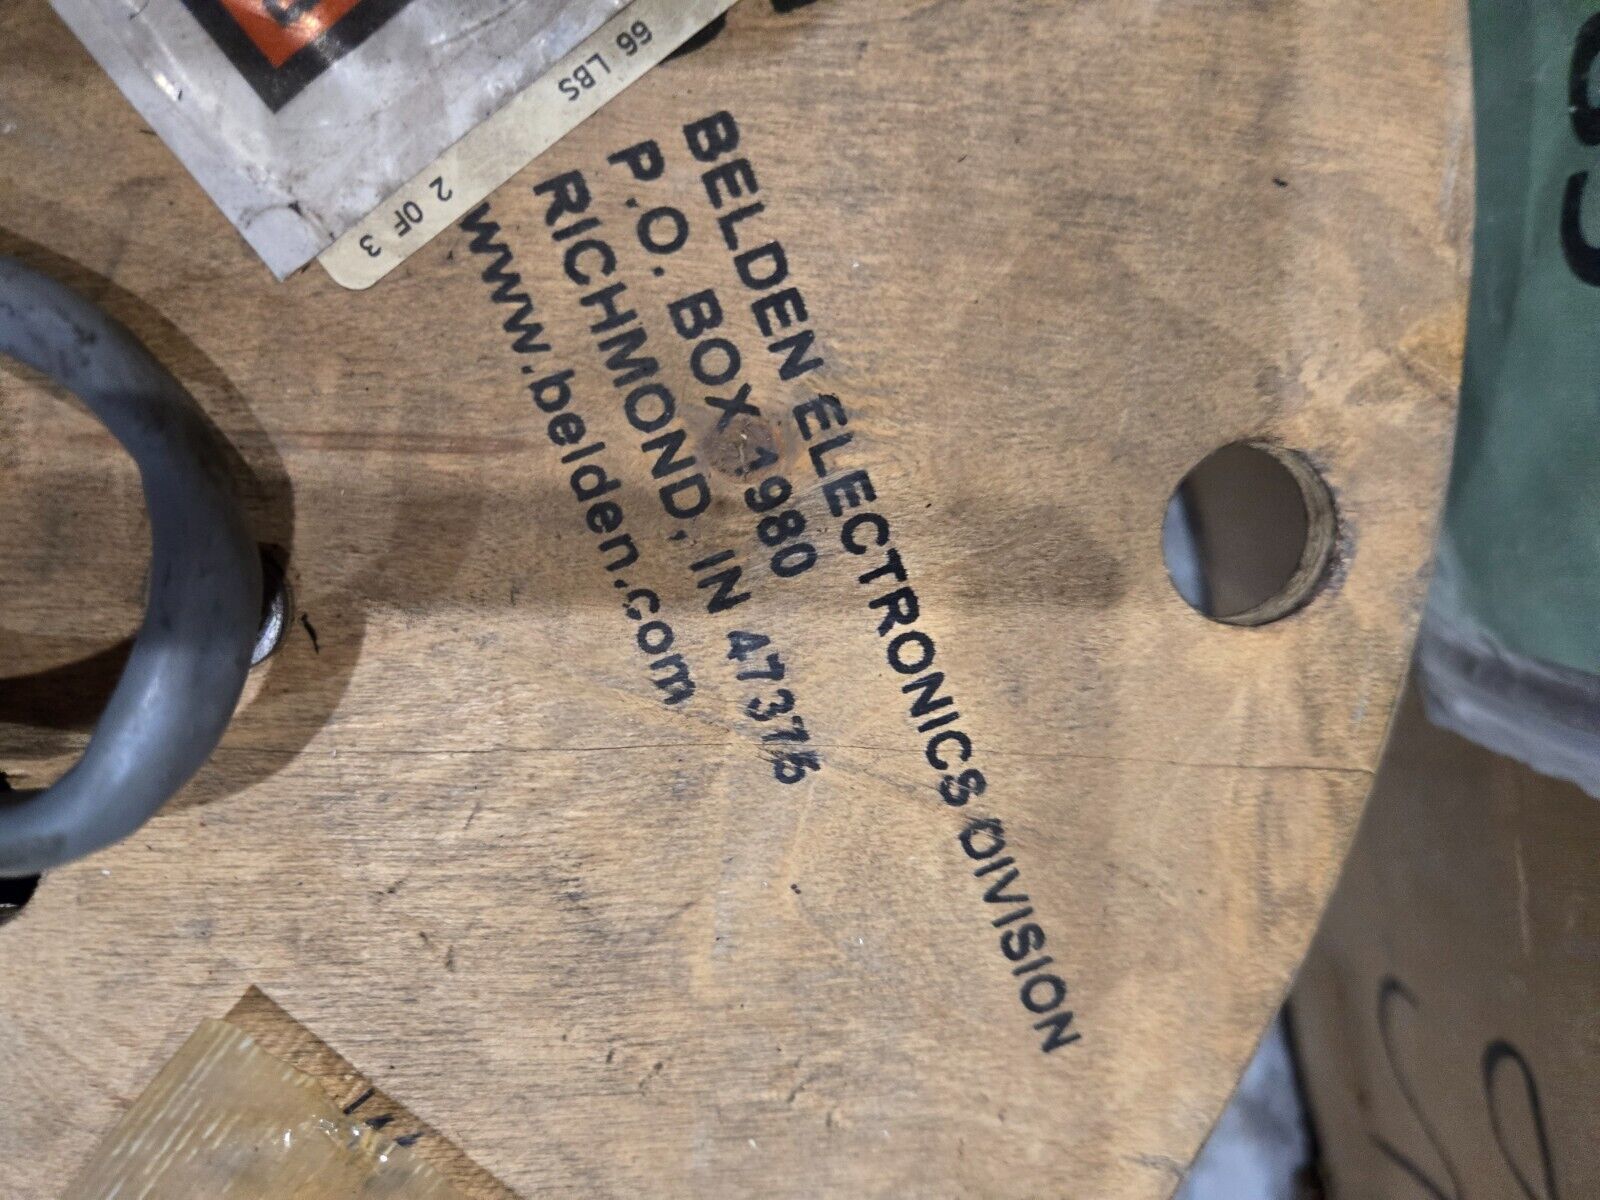 BELDEN ELECTRONICS DIVISION
P.O. BOX 1980
RICHMOND, IN 47375
www.belden.com
66 LBS
2 OF 3